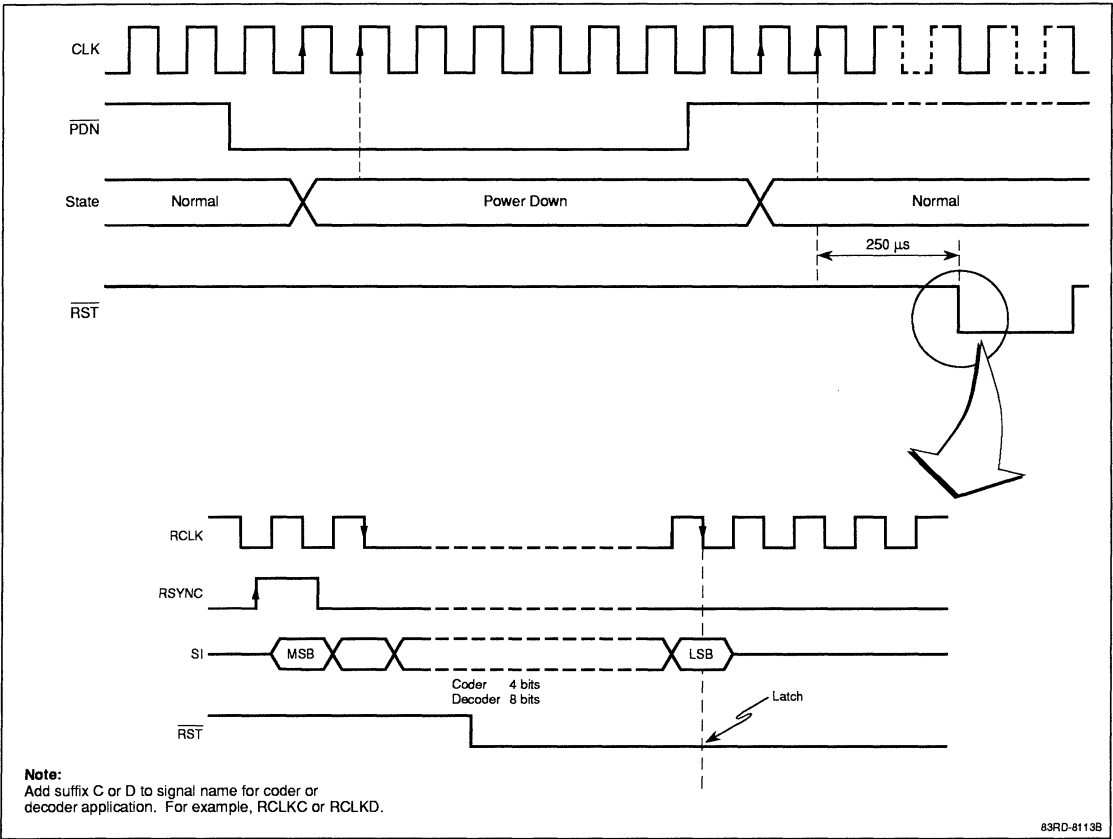 CLK
PDN
State
Normal
Power Down
Normal
250 µs
RST
RCLK
RSYNC
SI
MSB
LSB
Coder 4 bits
Decoder 8 bits
Latch
RST
Note:
Add suffix C or D to signal name for coder or
decoder application. For example, RCLKC or RCLKD.
83RD-8113B